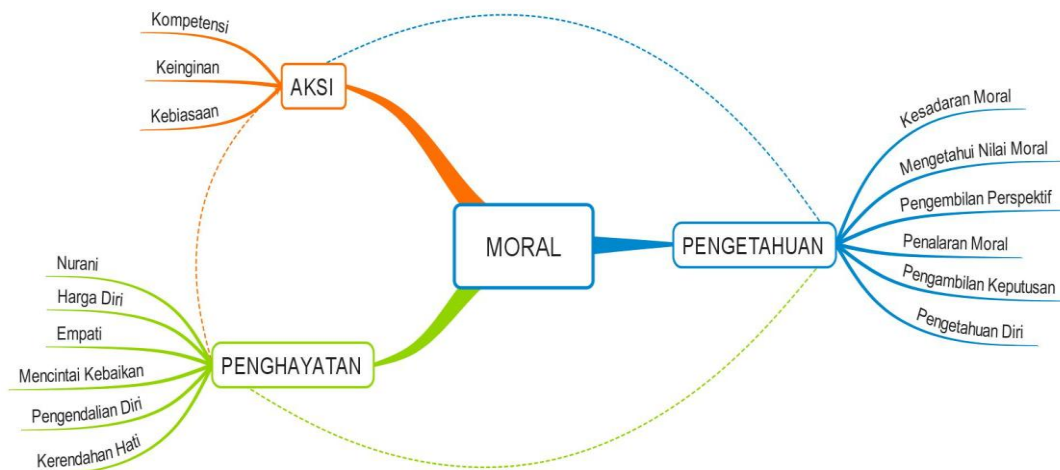 Kompetensi
Keinginan
Kebiasaan
AKSI
MORAL
PENGETAHUAN
Kesadaran Moral
Mengetahui Nilai Moral
Pengembilan Perspektif
Penalaran Moral
Pengambilan Keputusan
Pengetahuan Diri
Nurani
Harga Diri
Empati
Mencintai Kebaikan
Pengendalian Diri
Kerendahan Hati
PENGHAYATAN